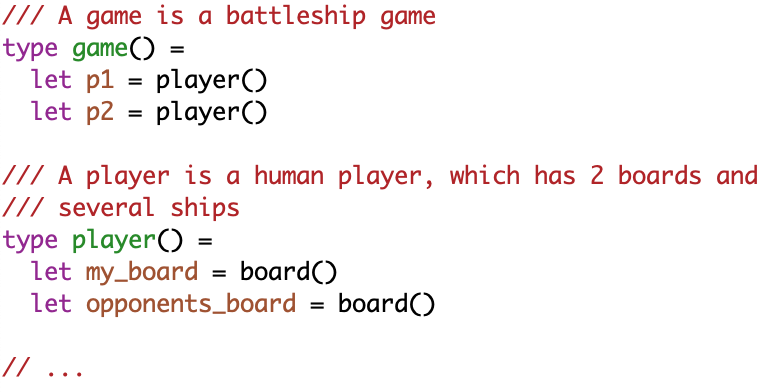 /// A game is a battleship game
type game() =
  let p1 = player()
  let p2 = player()

/// A player is a human player, which has 2 boards and
/// several ships
type player() =
  let my_board = board()
  let opponents_board = board()

// ...